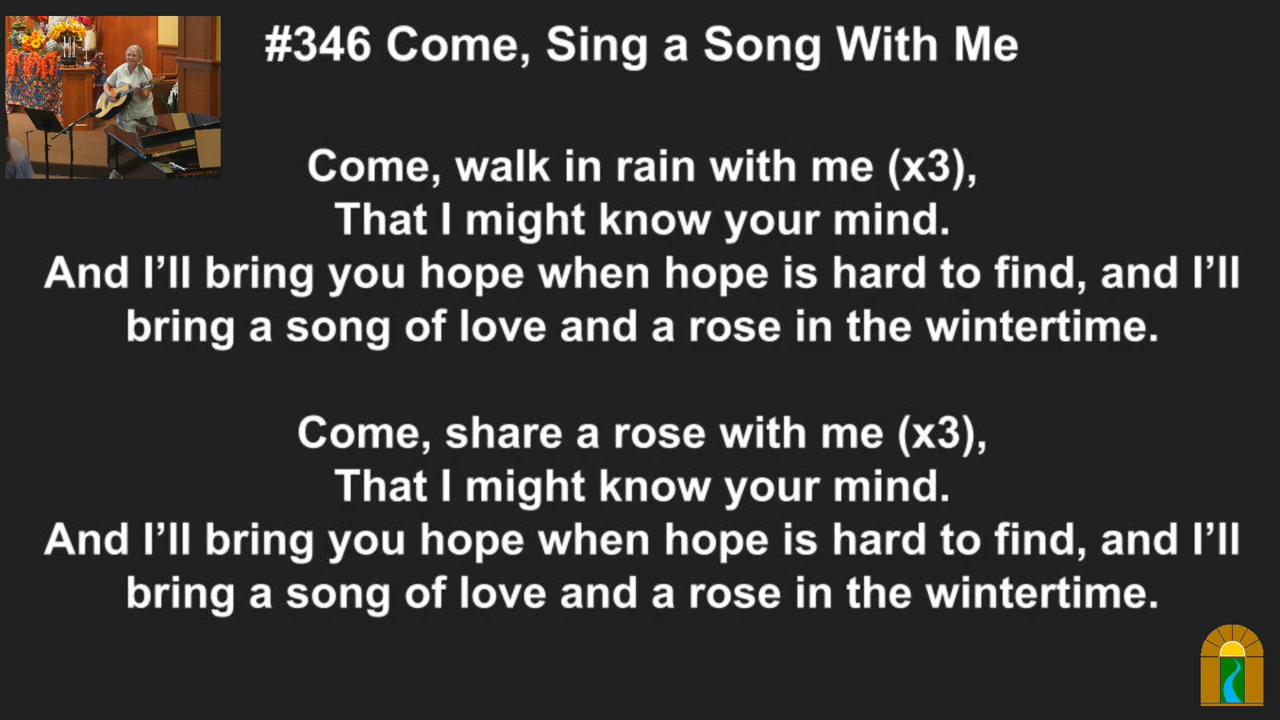 #346 Come, Sing a Song With Me
Come, walk in rain with me (x3),
That I might know your mind.
And I’ll bring you hope when hope is hard to find, and I’ll
bring a song of love and a rose in the wintertime.
Come, share a rose with me (x3),
That I might know your mind.
And I’ll bring you hope when hope is hard to find, and I’ll
bring a song of love and a rose in the wintertime.